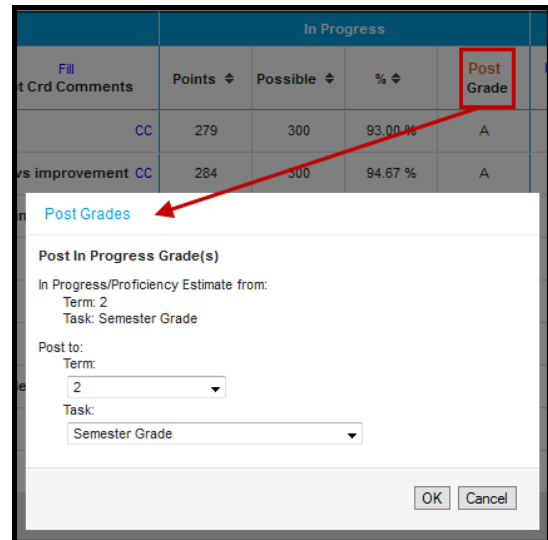 In Progress
Fill
t Crd Comments
Points
Possible
%
Post
Grade
CC
279
300
93.00 %
A
vs improvement CC
284
300
94.67 %
A
in
Post Grades
Post In Progress Grade(s)
In Progress/Proficiency Estimate from:
Term: 2
Task: Semester Grade
Post to:
Term:
2
le
Task:
Semester Grade
OK Cancel